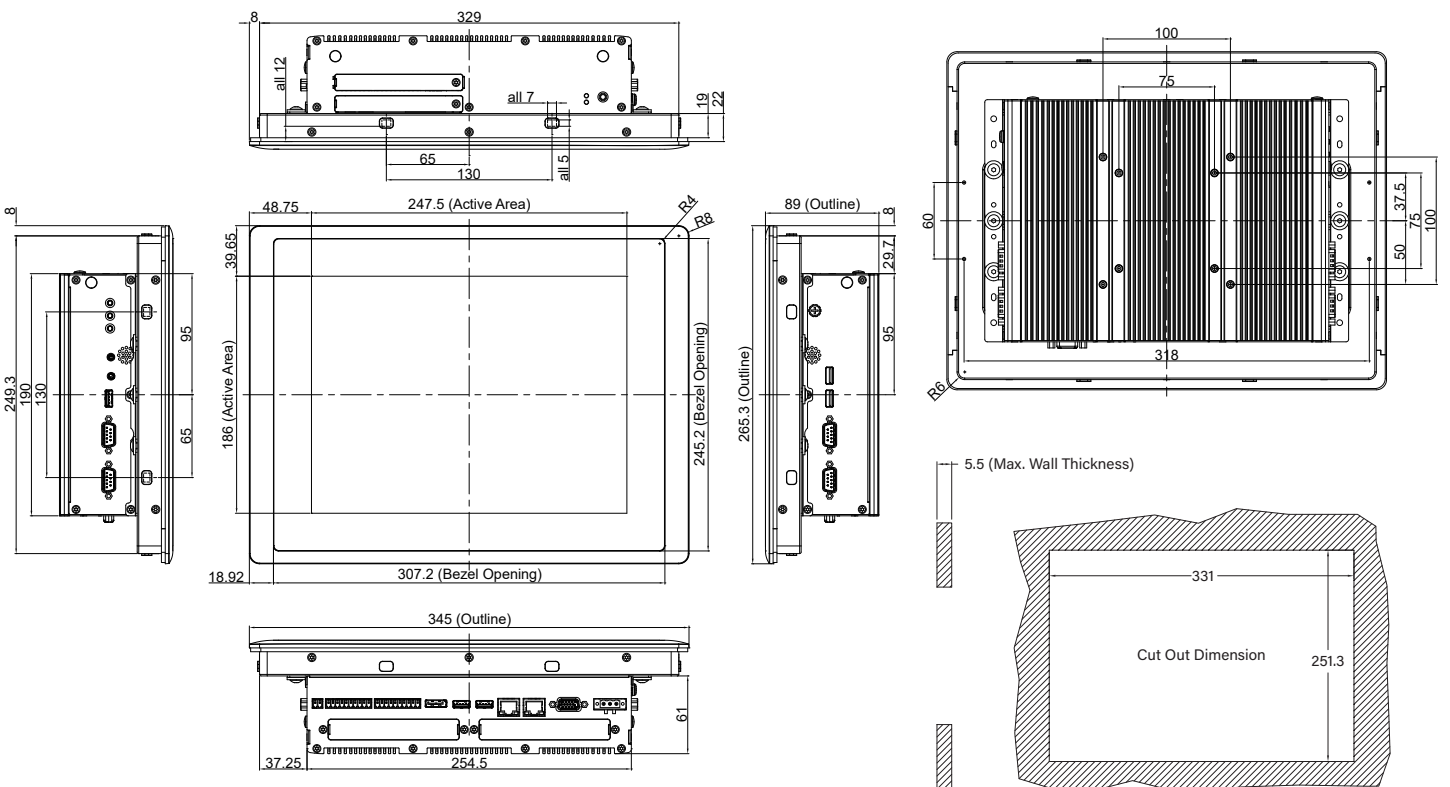 8
329
all 12
all 7
19
22
65
130
all 5
100
75
60
37.5
75
100
50
318
R6
8
249.3
190
130
95
65
48.75
247.5 (Active Area)
R4
R8
39.65
186 (Active Area)
245.2 (Bezel Opening)
18.92
307.2 (Bezel Opening)
89 (Outline)
8
29.7
95
265.3 (Outline)
345 (Outline)
61
37.25
254.5
5.5 (Max. Wall Thickness)
331
Cut Out Dimension
251.3